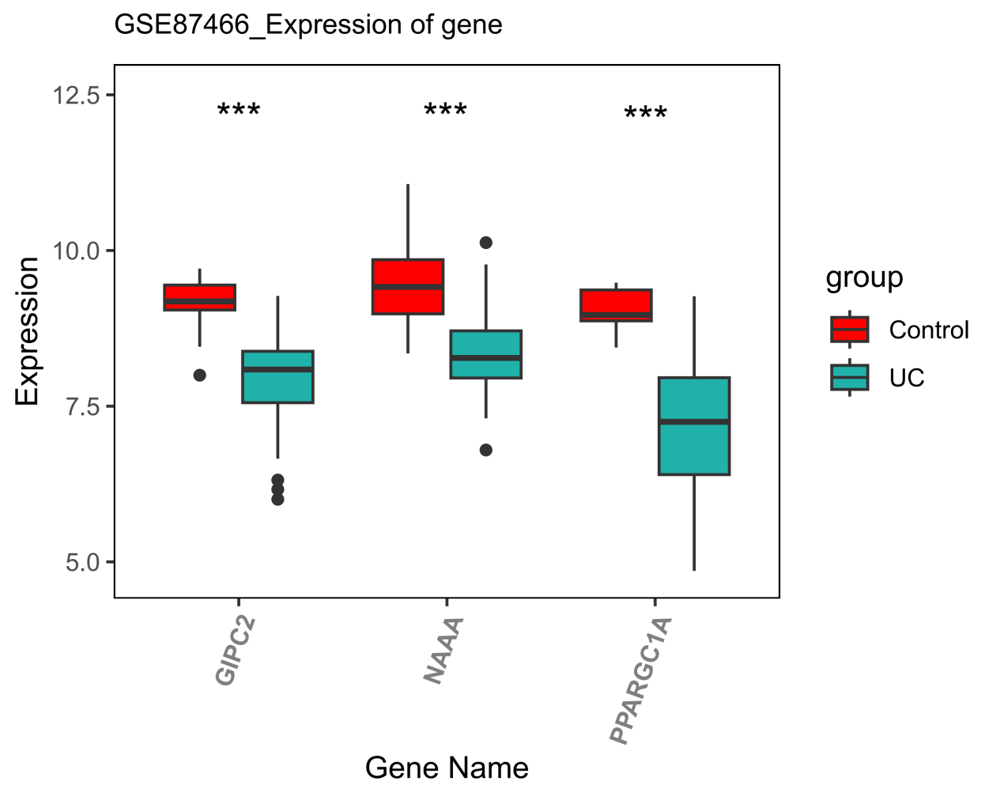 GSE87466_Expression of gene
12.5
*** *** ***
10.0
7.5
5.0
Expression
GIPC2 NAAA PPARGC1A
Gene Name
group
Control
UC